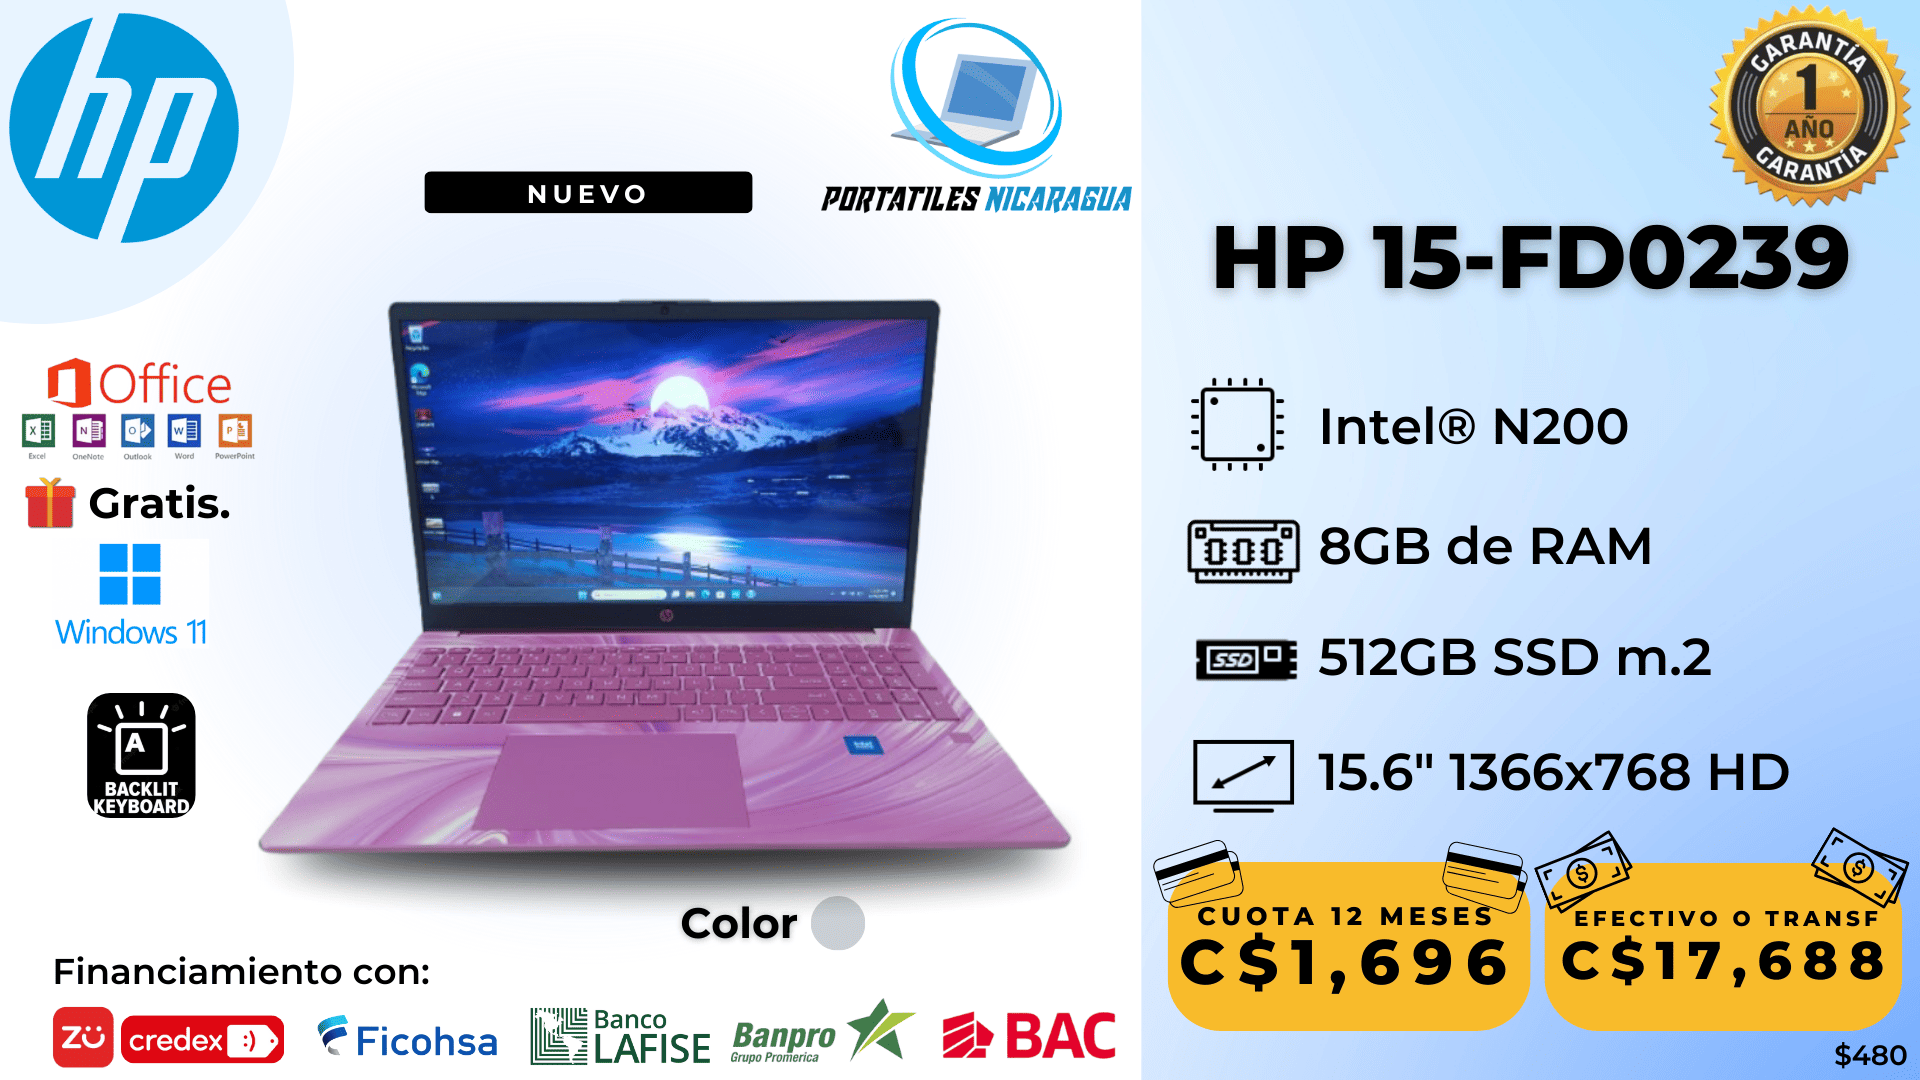 hp
NUEVO
PORTATILES NICARAGUA
Office
Excel
OneNote
Outlook
Word
PowerPoint
Gratis.
Windows 11
A
BACKLIT
KEYBOARD
Color
Financiamiento con:
zü
credex
Ficohsa
Banco
LAFISE
Banpro
Grupo Promerica
BAC
GARANTÍA
1
AÑO
GARANTÍA
HP 15-FD0239
Intel® N200
8GB de RAM
SSD
512GB SSD m.2
15.6" 1366x768 HD
CUOTA 12 MESES
C$1,696
EFECTIVO O TRANSF
C$17,688
$480